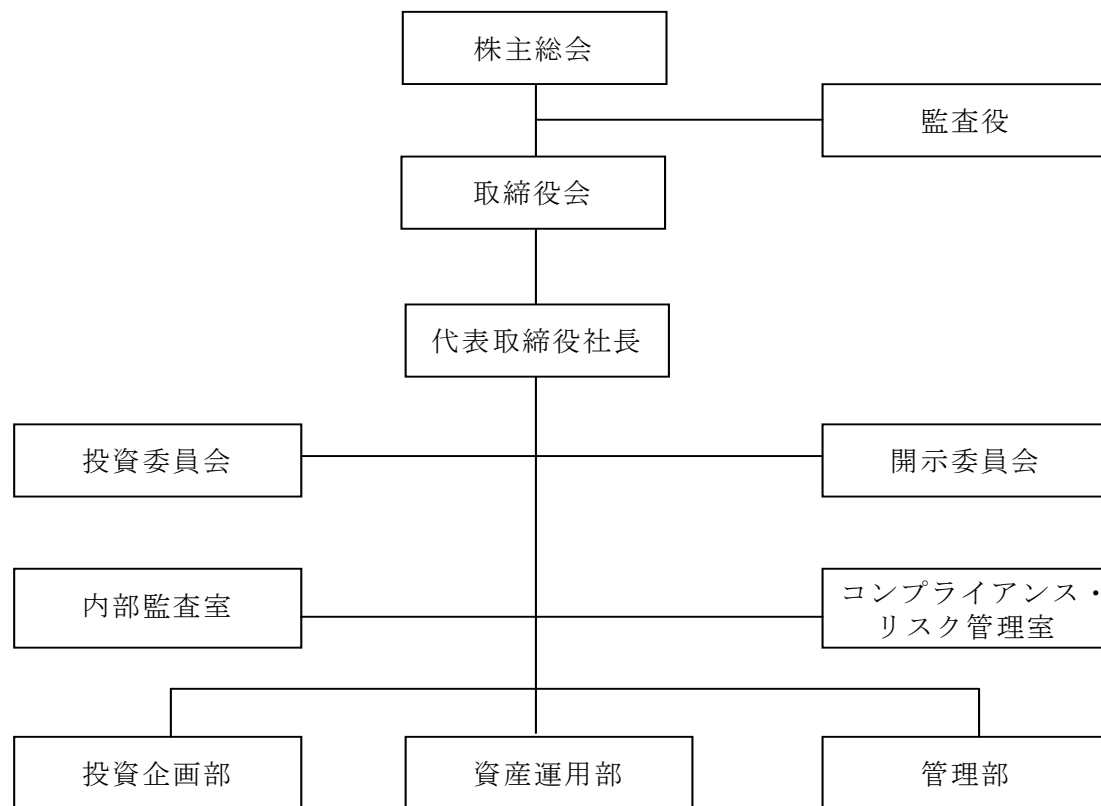 株主総会
監査役
取締役会
代表取締役社長
投資委員会
開示委員会
内部監査室
コンプライアンス・
リスク管理室
投資企画部
資産運用部
管理部